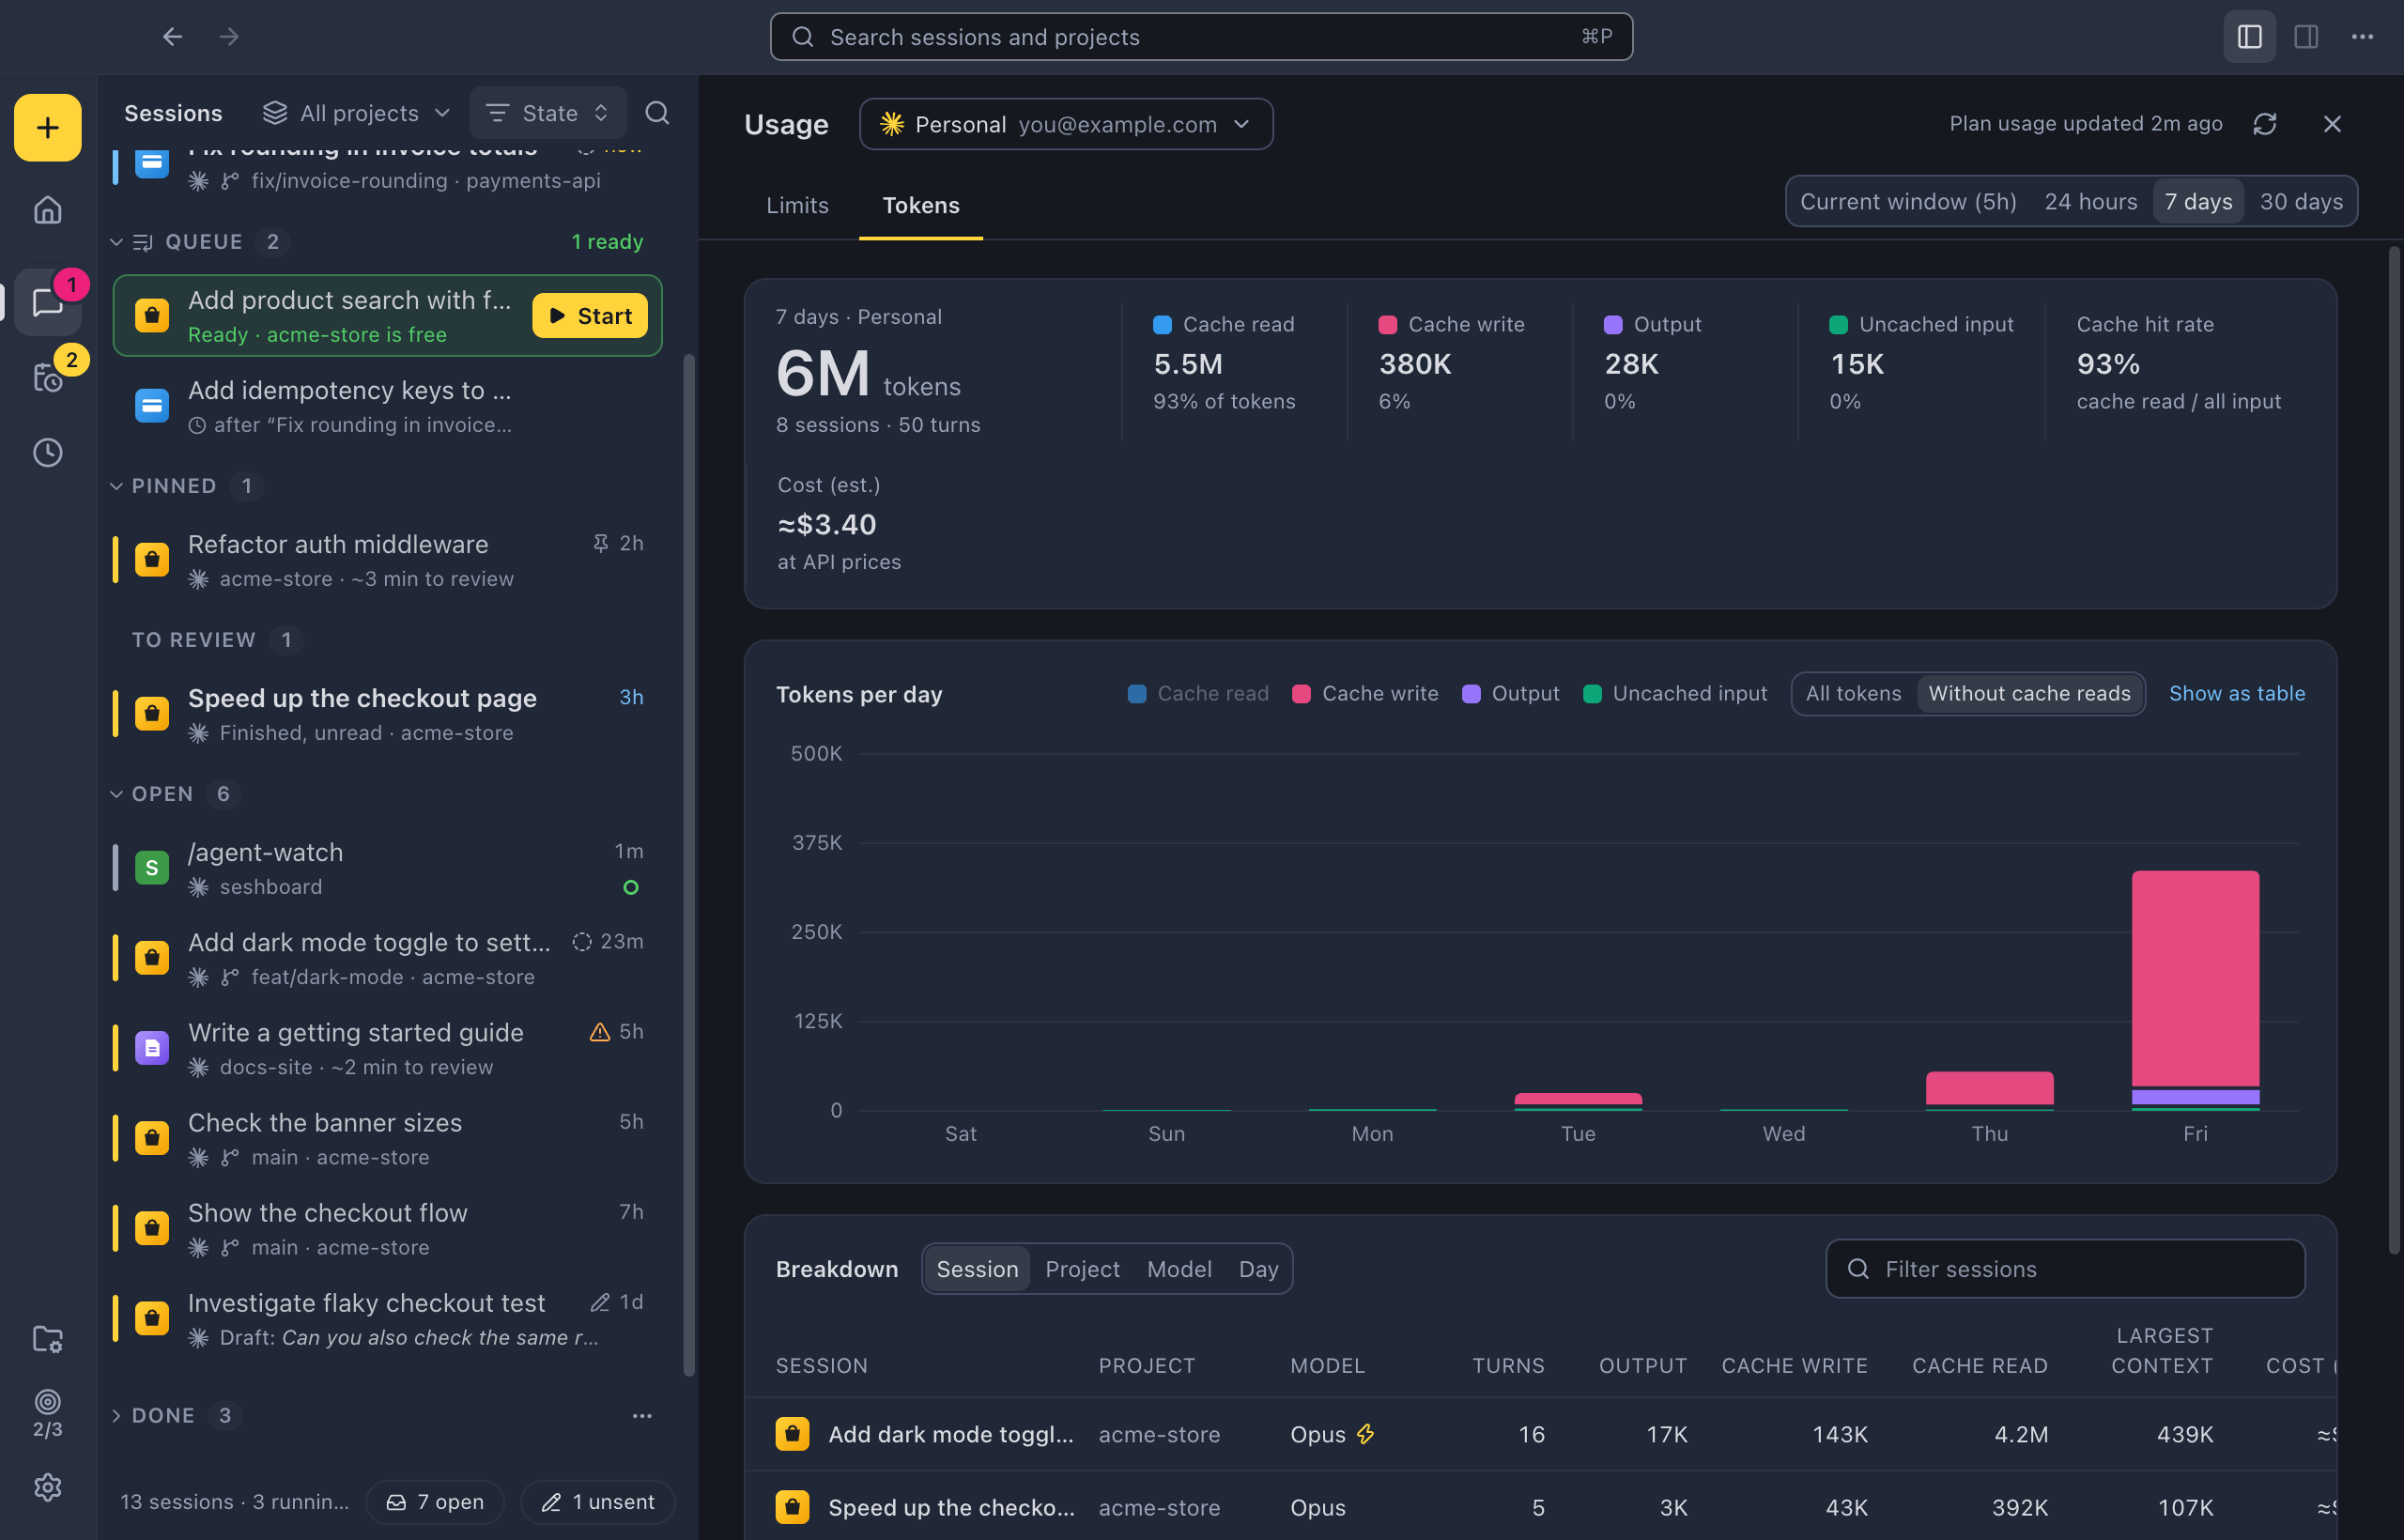 Search sessions and projects ⌘P
Sessions All projects State
Fix rounding in invoice totals now
fix/invoice-rounding · payments-api
QUEUE 2 1 ready
Add product search with f... Start
Ready · acme-store is free
Add idempotency keys to ...
after “Fix rounding in invoice...
PINNED 1
Refactor auth middleware 2h
acme-store · ~3 min to review
TO REVIEW 1
Speed up the checkout page 3h
Finished, unread · acme-store
OPEN 6
/agent-watch 1m
S
seshboard
Add dark mode toggle to sett... 23m
feat/dark-mode · acme-store
Write a getting started guide 5h
docs-site · ~2 min to review
Check the banner sizes 5h
main · acme-store
Show the checkout flow 7h
main · acme-store
Investigate flaky checkout test 1d
Draft: Can you also check the same r...
DONE 3
13 sessions · 3 runnin... 7 open 1 unsent
1
2
2/3
Usage Personal you@example.com Plan usage updated 2m ago
Limits Tokens Current window (5h) 24 hours 7 days 30 days
7 days · Personal
6M tokens
8 sessions · 50 turns
Cache read
5.5M
93% of tokens
Cache write
380K
6%
Output
28K
0%
Uncached input
15K
0%
Cache hit rate
93%
cache read / all input
Cost (est.)
≈$3.40
at API prices
Tokens per day Cache read Cache write Output Uncached input All tokens Without cache reads Show as table
500K
375K
250K
125K
0
Sat Sun Mon Tue Wed Thu Fri
Breakdown Session Project Model Day Filter sessions
SESSION PROJECT MODEL TURNS OUTPUT CACHE WRITE CACHE READ LARGEST CONTEXT COST
Add dark mode toggl... acme-store Opus 16 17K 143K 4.2M 439K
Speed up the checko... acme-store Opus 5 3K 43K 392K 107K